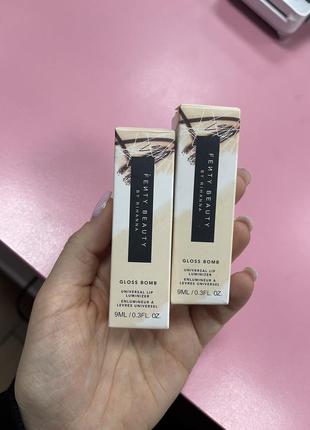 FENTY BEAUTY
BY RIHANNA
GLOSS BOMB
UNIVERSAL LIP
LUMINIZER
ENLUMINEUR À
LÈVRES UNIVERSEL
9ML / 0.3FL. OZ.
FENTY BEAUTY
BY RIHANNA
GLOSS BOMB
UNIVERSAL LIP
LUMINIZER
ENLUMINEUR À
LÈVRES UNIVERSEL
9ML / 0.3FL. OZ.